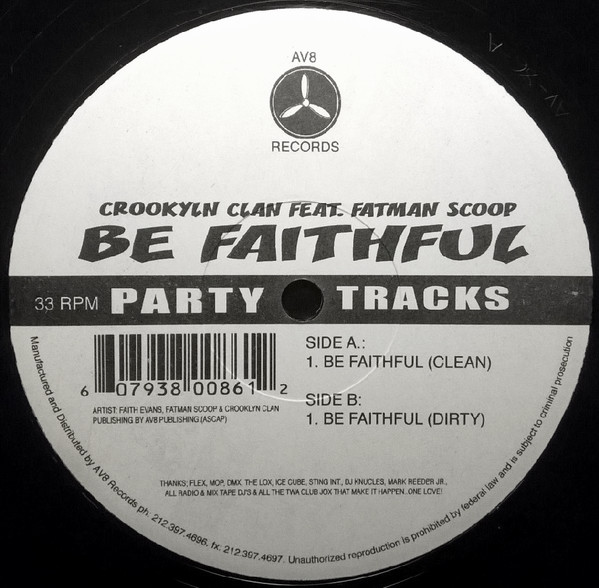 AV8
RECORDS
CROOKYLN CLAN FEAT. FATMAN SCOOP
BE FAITHFUL
33 RPM PARTY TRACKS
6 07938 00861 2
ARTIST: FAITH EVANS, FATMAN SCOOP & CROOKLYN CLAN
PUBLISHING BY AV8 PUBLISHING (ASCAP)
SIDE A.:
1. BE FAITHFUL (CLEAN)
SIDE B:
1. BE FAITHFUL (DIRTY)
THANKS; FLEX, MOP, DMX, THE LOX, ICE CUBE, STING INT., DJ KNUCLES, MARK REEDER JR.,
ALL RADIO & MIX TAPE DJ'S & ALL THE TWA CLUB JOX THAT MAKE IT HAPPEN..ONE LOVE!
Manufactured and Distributed by AV8 Records ph: 212.397.4696. fx: 212.397.4697. Unauthorized reproduction is prohibited by federal law and is subject to criminal prosecution